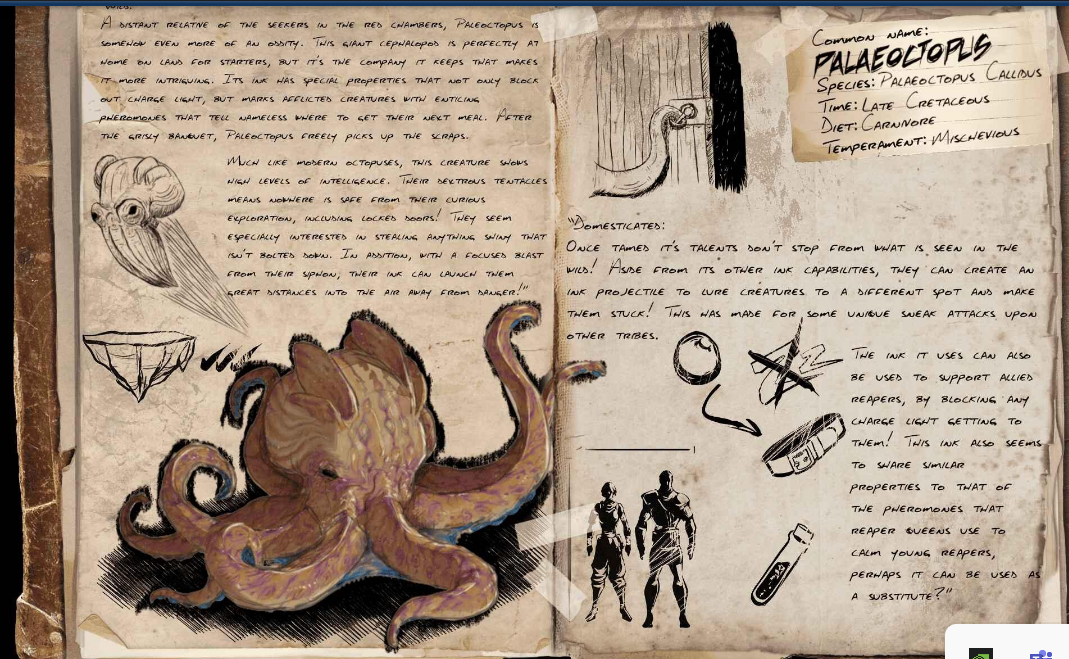 Wild:
A distant relative of the seekers in the red chambers, Paleoctopus is
somehow even more of an oddity. This giant cephalopod is perfectly at
home on land for starters, but it's the company it keeps that makes
it more intriguing. Its ink has special properties that not only block
out charge light, but marks afflicted creatures with enticing
pheromones that tell nameless where to get their next meal. After
the grisly banquet, Paleoctopus freely picks up the scraps.
Much like modern octopuses, this creature shows
high levels of intelligence. Their dextrous tentacles
means nowhere is safe from their curious
exploration, including locked doors! They seem
especially interested in stealing anything shiny that
isn't bolted down. In addition, with a focused blast
from their siphon, their ink can launch them
great distances into the air away from danger!"
Common name:
Palaeoctopus
Species: Palaeoctopus Callidus
Time: Late Cretaceous
Diet: Carnivore
Temperament: Mischevious
"Domesticated:
Once tamed it's talents don't stop from what is seen in the
wild! Aside from its other ink capabilities, they can create an
ink projectile to lure creatures to a different spot and make
them stuck! This has made for some unique sneak attacks upon
other tribes.
The ink it uses can also
be used to support allied
reapers, by blocking any
charge light getting to
them! This ink also seems
to share similar
properties to that of
the pheromones that
reaper queens use to
calm young reapers,
perhaps it can be used as
a substitute?"